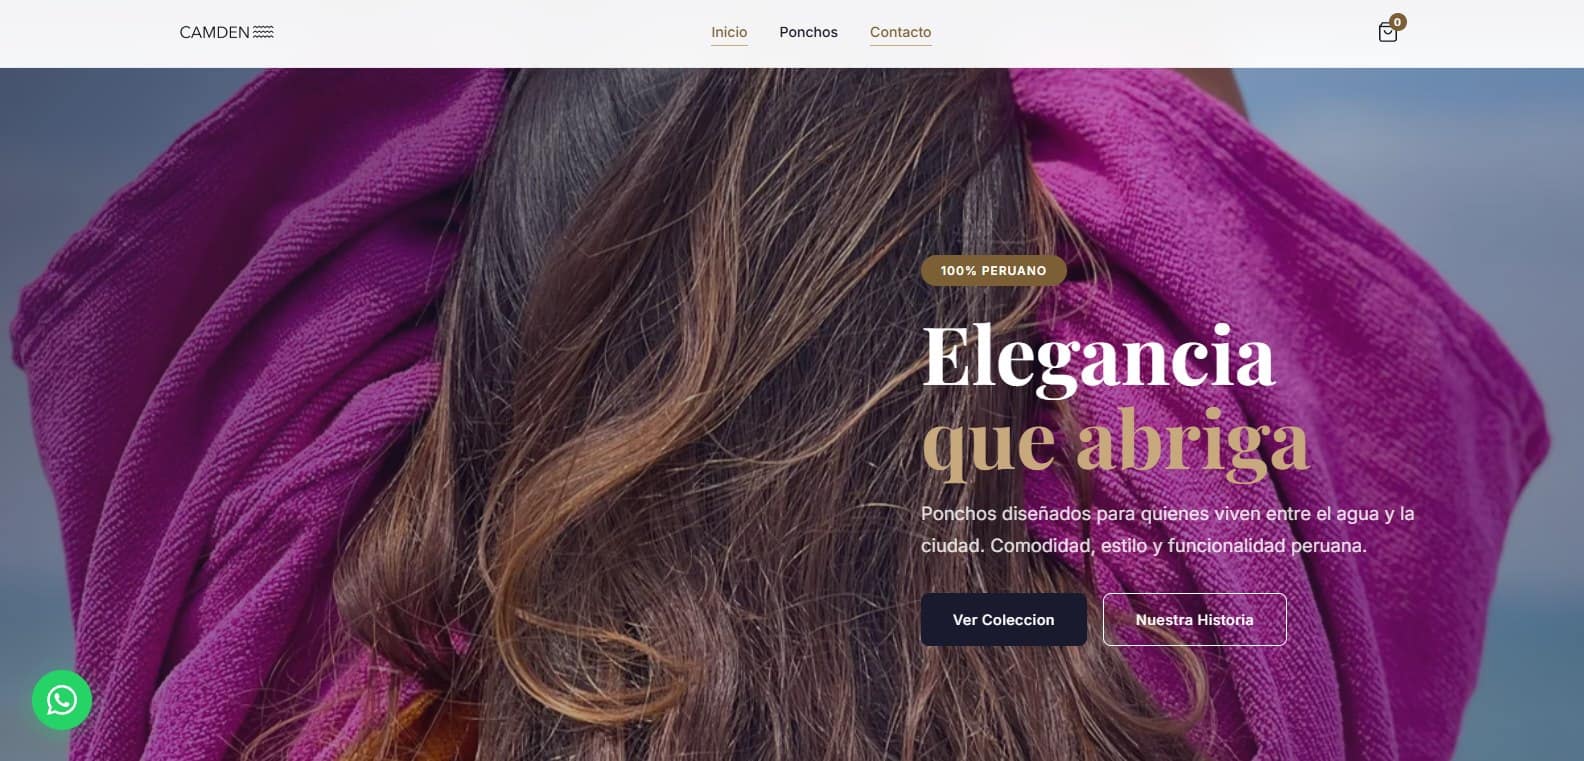 CAMDEN
Inicio
Ponchos
Contacto
0
100% PERUANO
Elegancia
que abriga
Ponchos diseñados para quienes viven entre el agua y la
ciudad. Comodidad, estilo y funcionalidad peruana.
Ver Coleccion
Nuestra Historia